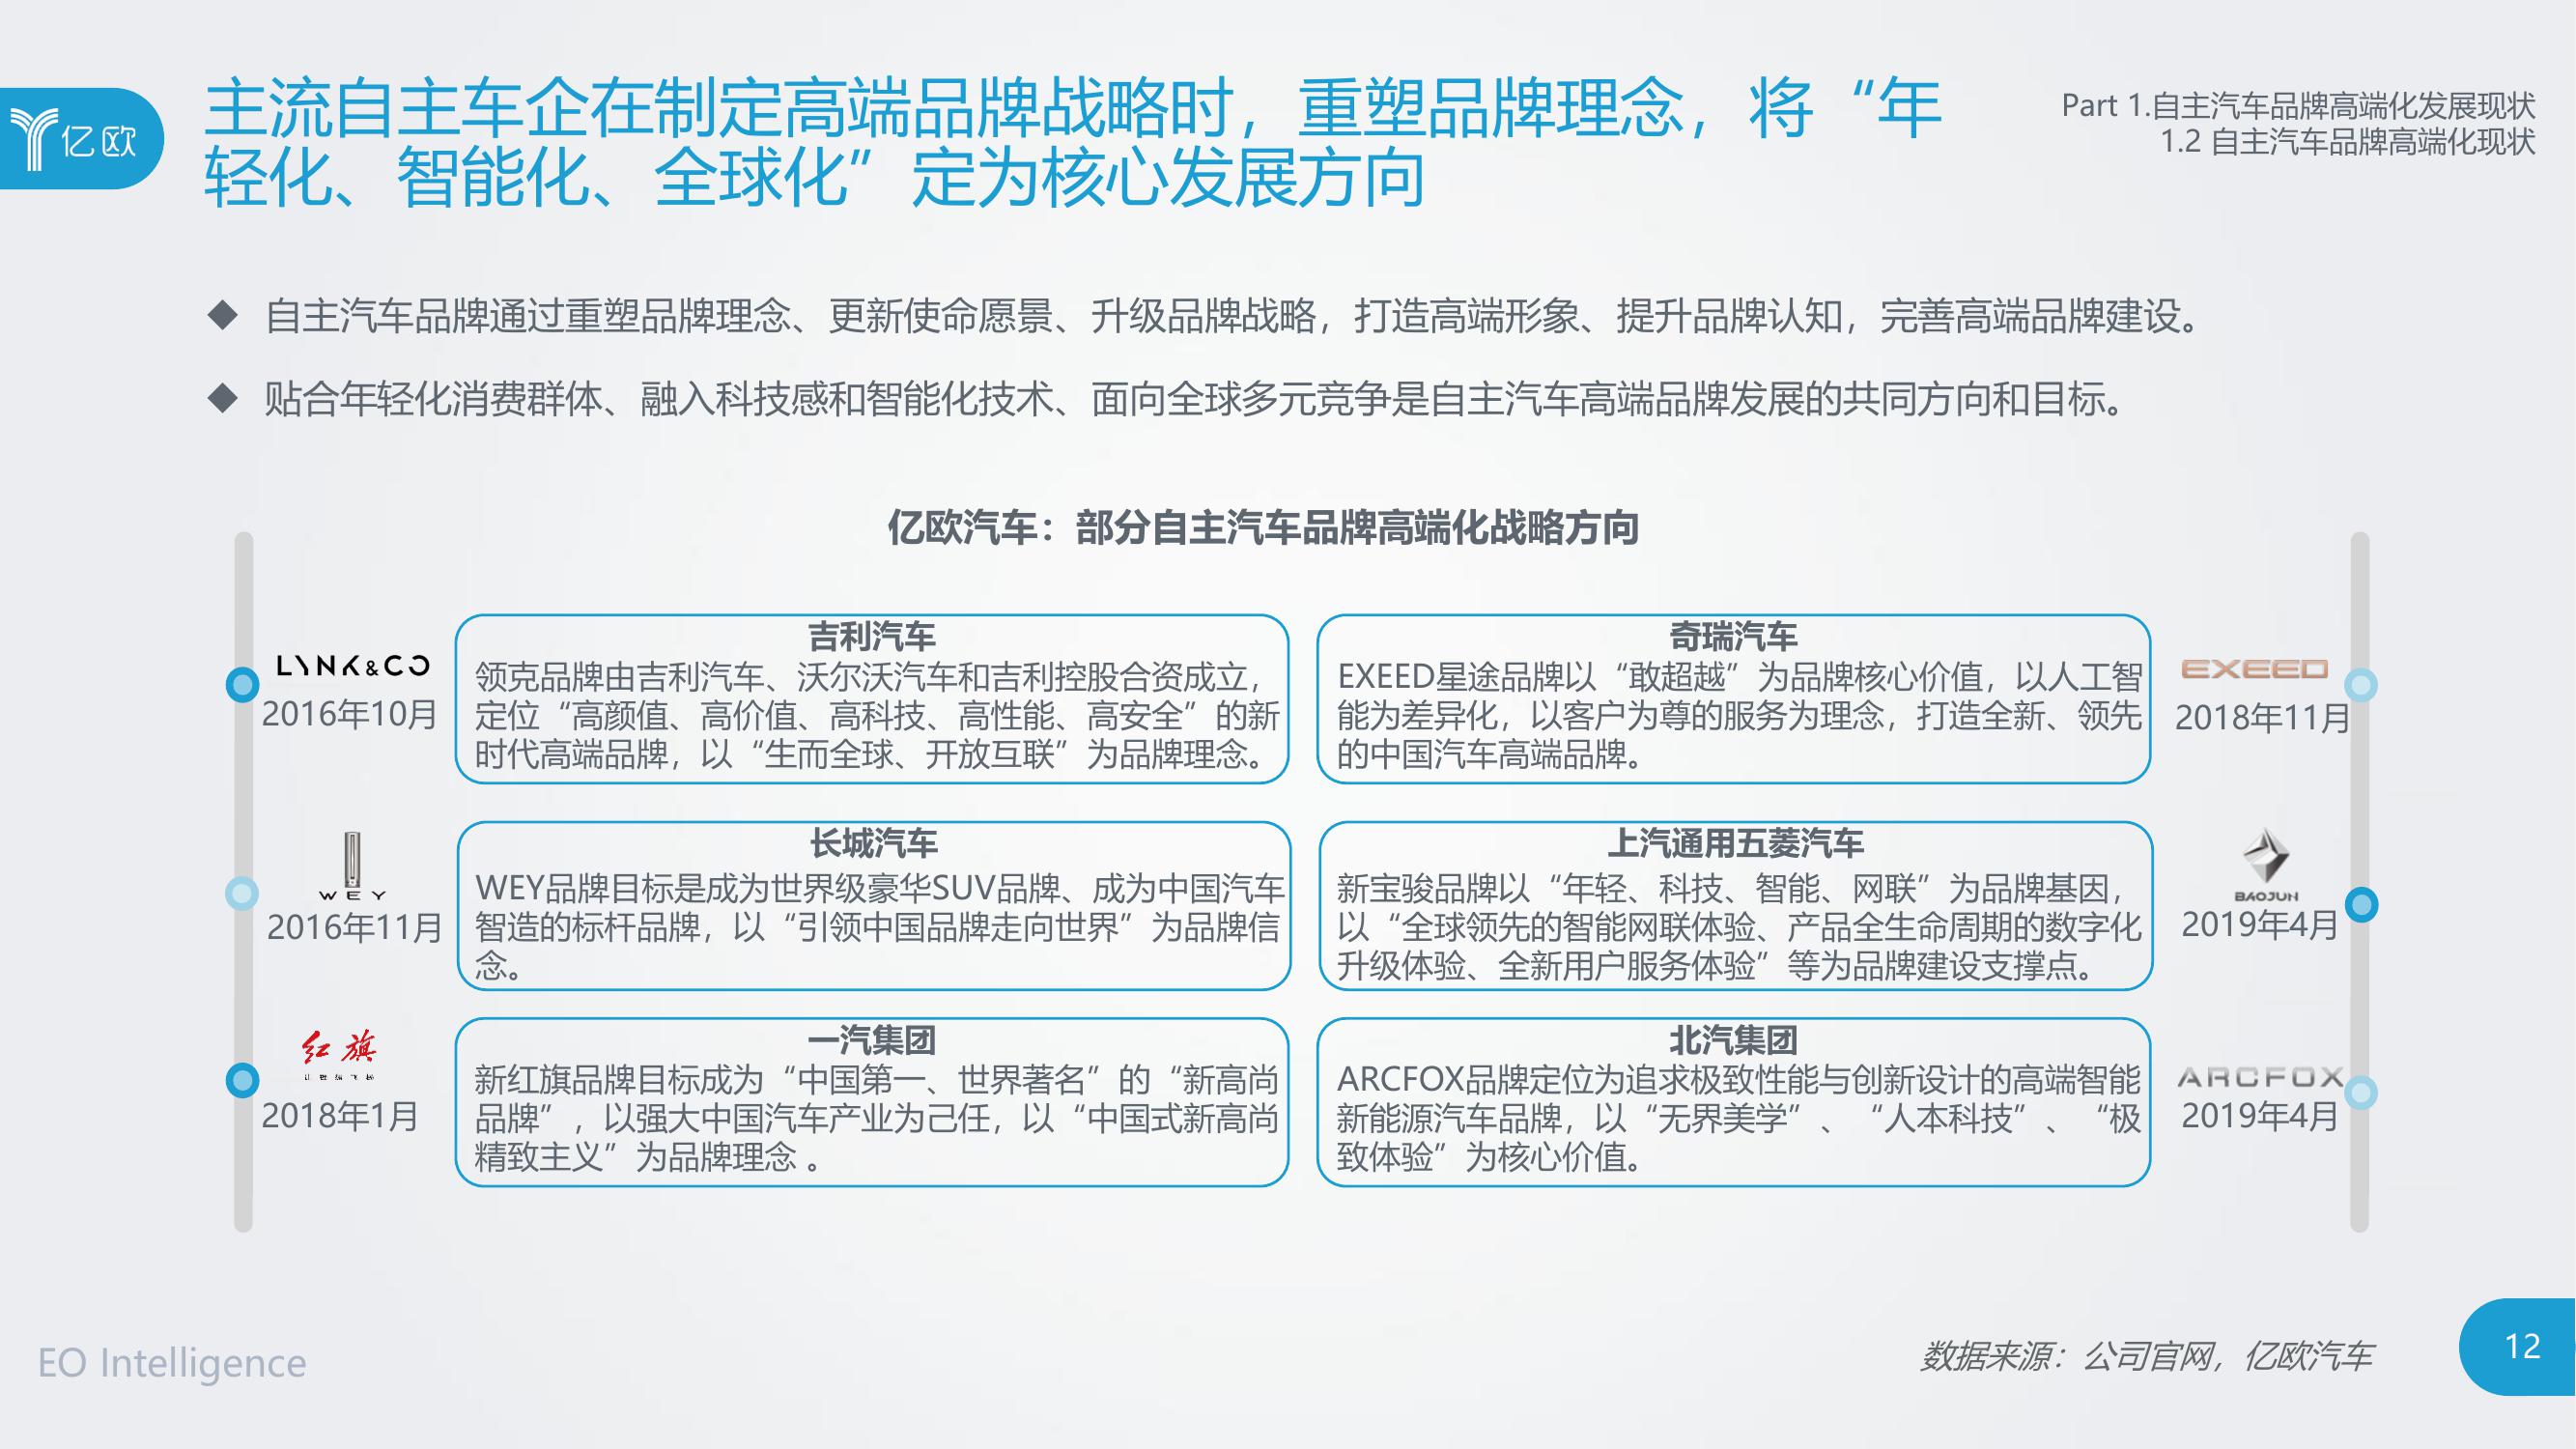 亿欧
主流自主车企在制定高端品牌战略时，重塑品牌理念，将“年
轻化、智能化、全球化”定为核心发展方向
Part 1.自主汽车品牌高端化发展现状
1.2 自主汽车品牌高端化现状
◆ 自主汽车品牌通过重塑品牌理念、更新使命愿景、升级品牌战略，打造高端形象、提升品牌认知，完善高端品牌建设。
◆ 贴合年轻化消费群体、融入科技感和智能化技术、面向全球多元竞争是自主汽车高端品牌发展的共同方向和目标。
亿欧汽车：部分自主汽车品牌高端化战略方向
LYNK&CO
2016年10月
吉利汽车
领克品牌由吉利汽车、沃尔沃汽车和吉利控股合资成立，
定位“高颜值、高价值、高科技、高性能、高安全”的新
时代高端品牌，以“生而全球、开放互联”为品牌理念。
奇瑞汽车
EXEED星途品牌以“敢超越”为品牌核心价值，以人工智
能为差异化，以客户为尊的服务为理念，打造全新、领先
的中国汽车高端品牌。
EXEED
2018年11月
WEY
2016年11月
长城汽车
WEY品牌目标是成为世界级豪华SUV品牌、成为中国汽车
智造的标杆品牌，以“引领中国品牌走向世界”为品牌信
念。
上汽通用五菱汽车
新宝骏品牌以“年轻、科技、智能、网联”为品牌基因，
以“全球领先的智能网联体验、产品全生命周期的数字化
升级体验、全新用户服务体验”等为品牌建设支撑点。
BAOJUN
2019年4月
红旗
2018年1月
一汽集团
新红旗品牌目标成为“中国第一、世界著名”的“新高尚
品牌”，以强大中国汽车产业为己任，以“中国式新高尚
精致主义”为品牌理念 。
北汽集团
ARCFOX品牌定位为追求极致性能与创新设计的高端智能
新能源汽车品牌，以“无界美学”、“人本科技”、“极
致体验”为核心价值。
ARCFOX
2019年4月
EO Intelligence
数据来源：公司官网，亿欧汽车
12